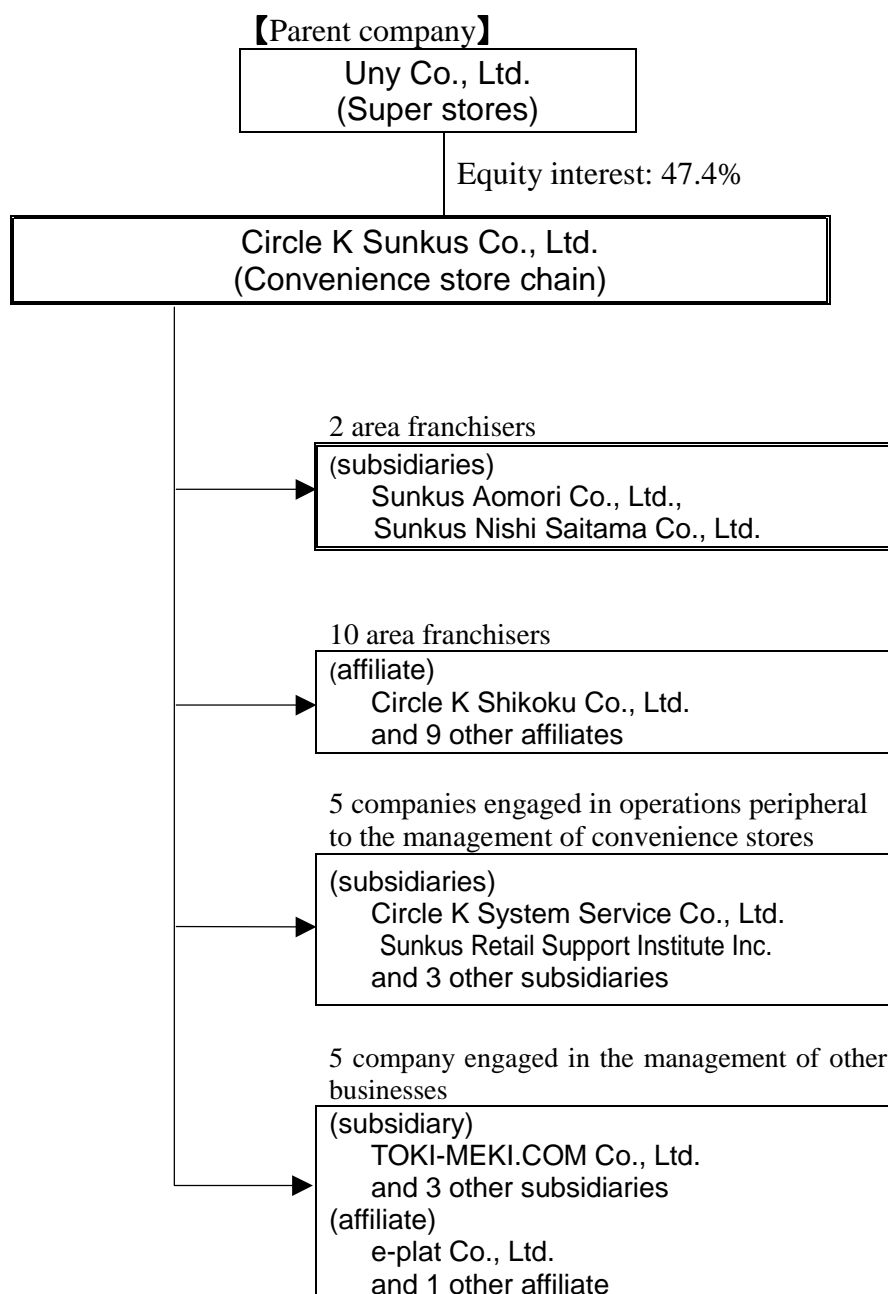 【Parent company】
Uny Co., Ltd.
(Super stores)
Equity interest: 47.4%
Circle K Sunkus Co., Ltd.
(Convenience store chain)
2 area franchisers
(subsidiaries)
Sunkus Aomori Co., Ltd.,
Sunkus Nishi Saitama Co., Ltd.
10 area franchisers
(affiliate)
Circle K Shikoku Co., Ltd.
and 9 other affiliates
5 companies engaged in operations peripheral
to the management of convenience stores
(subsidiaries)
Circle K System Service Co., Ltd.
Sunkus Retail Support Institute Inc.
and 3 other subsidiaries
5 company engaged in the management of other
businesses
(subsidiary)
TOKI-MEKI.COM Co., Ltd.
and 3 other subsidiaries
(affiliate)
e-plat Co., Ltd.
and 1 other affiliate